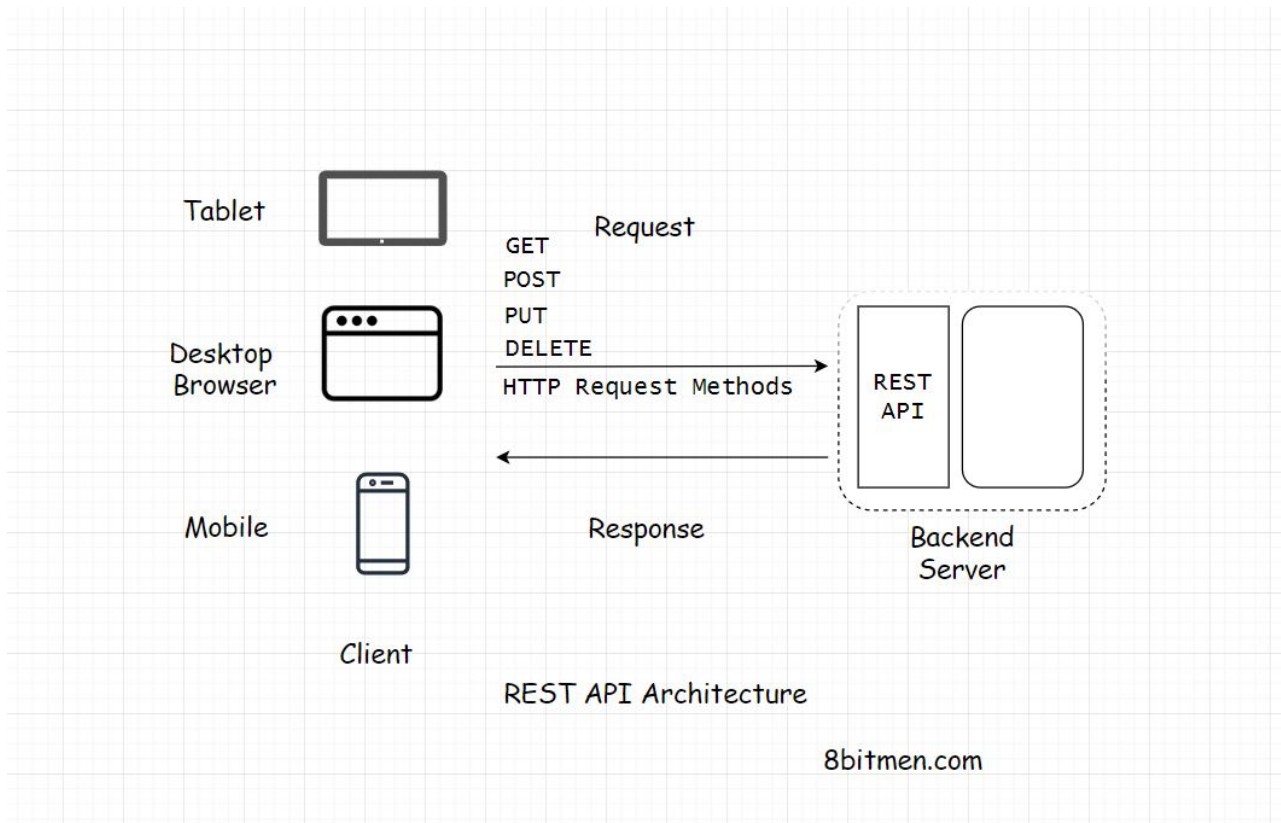 Tablet
Request
GET
POST
PUT
DELETE
Desktop
Browser
HTTP Request Methods
REST
API
Mobile
Response
Backend
Server
Client
REST API Architecture
8bitmen.com